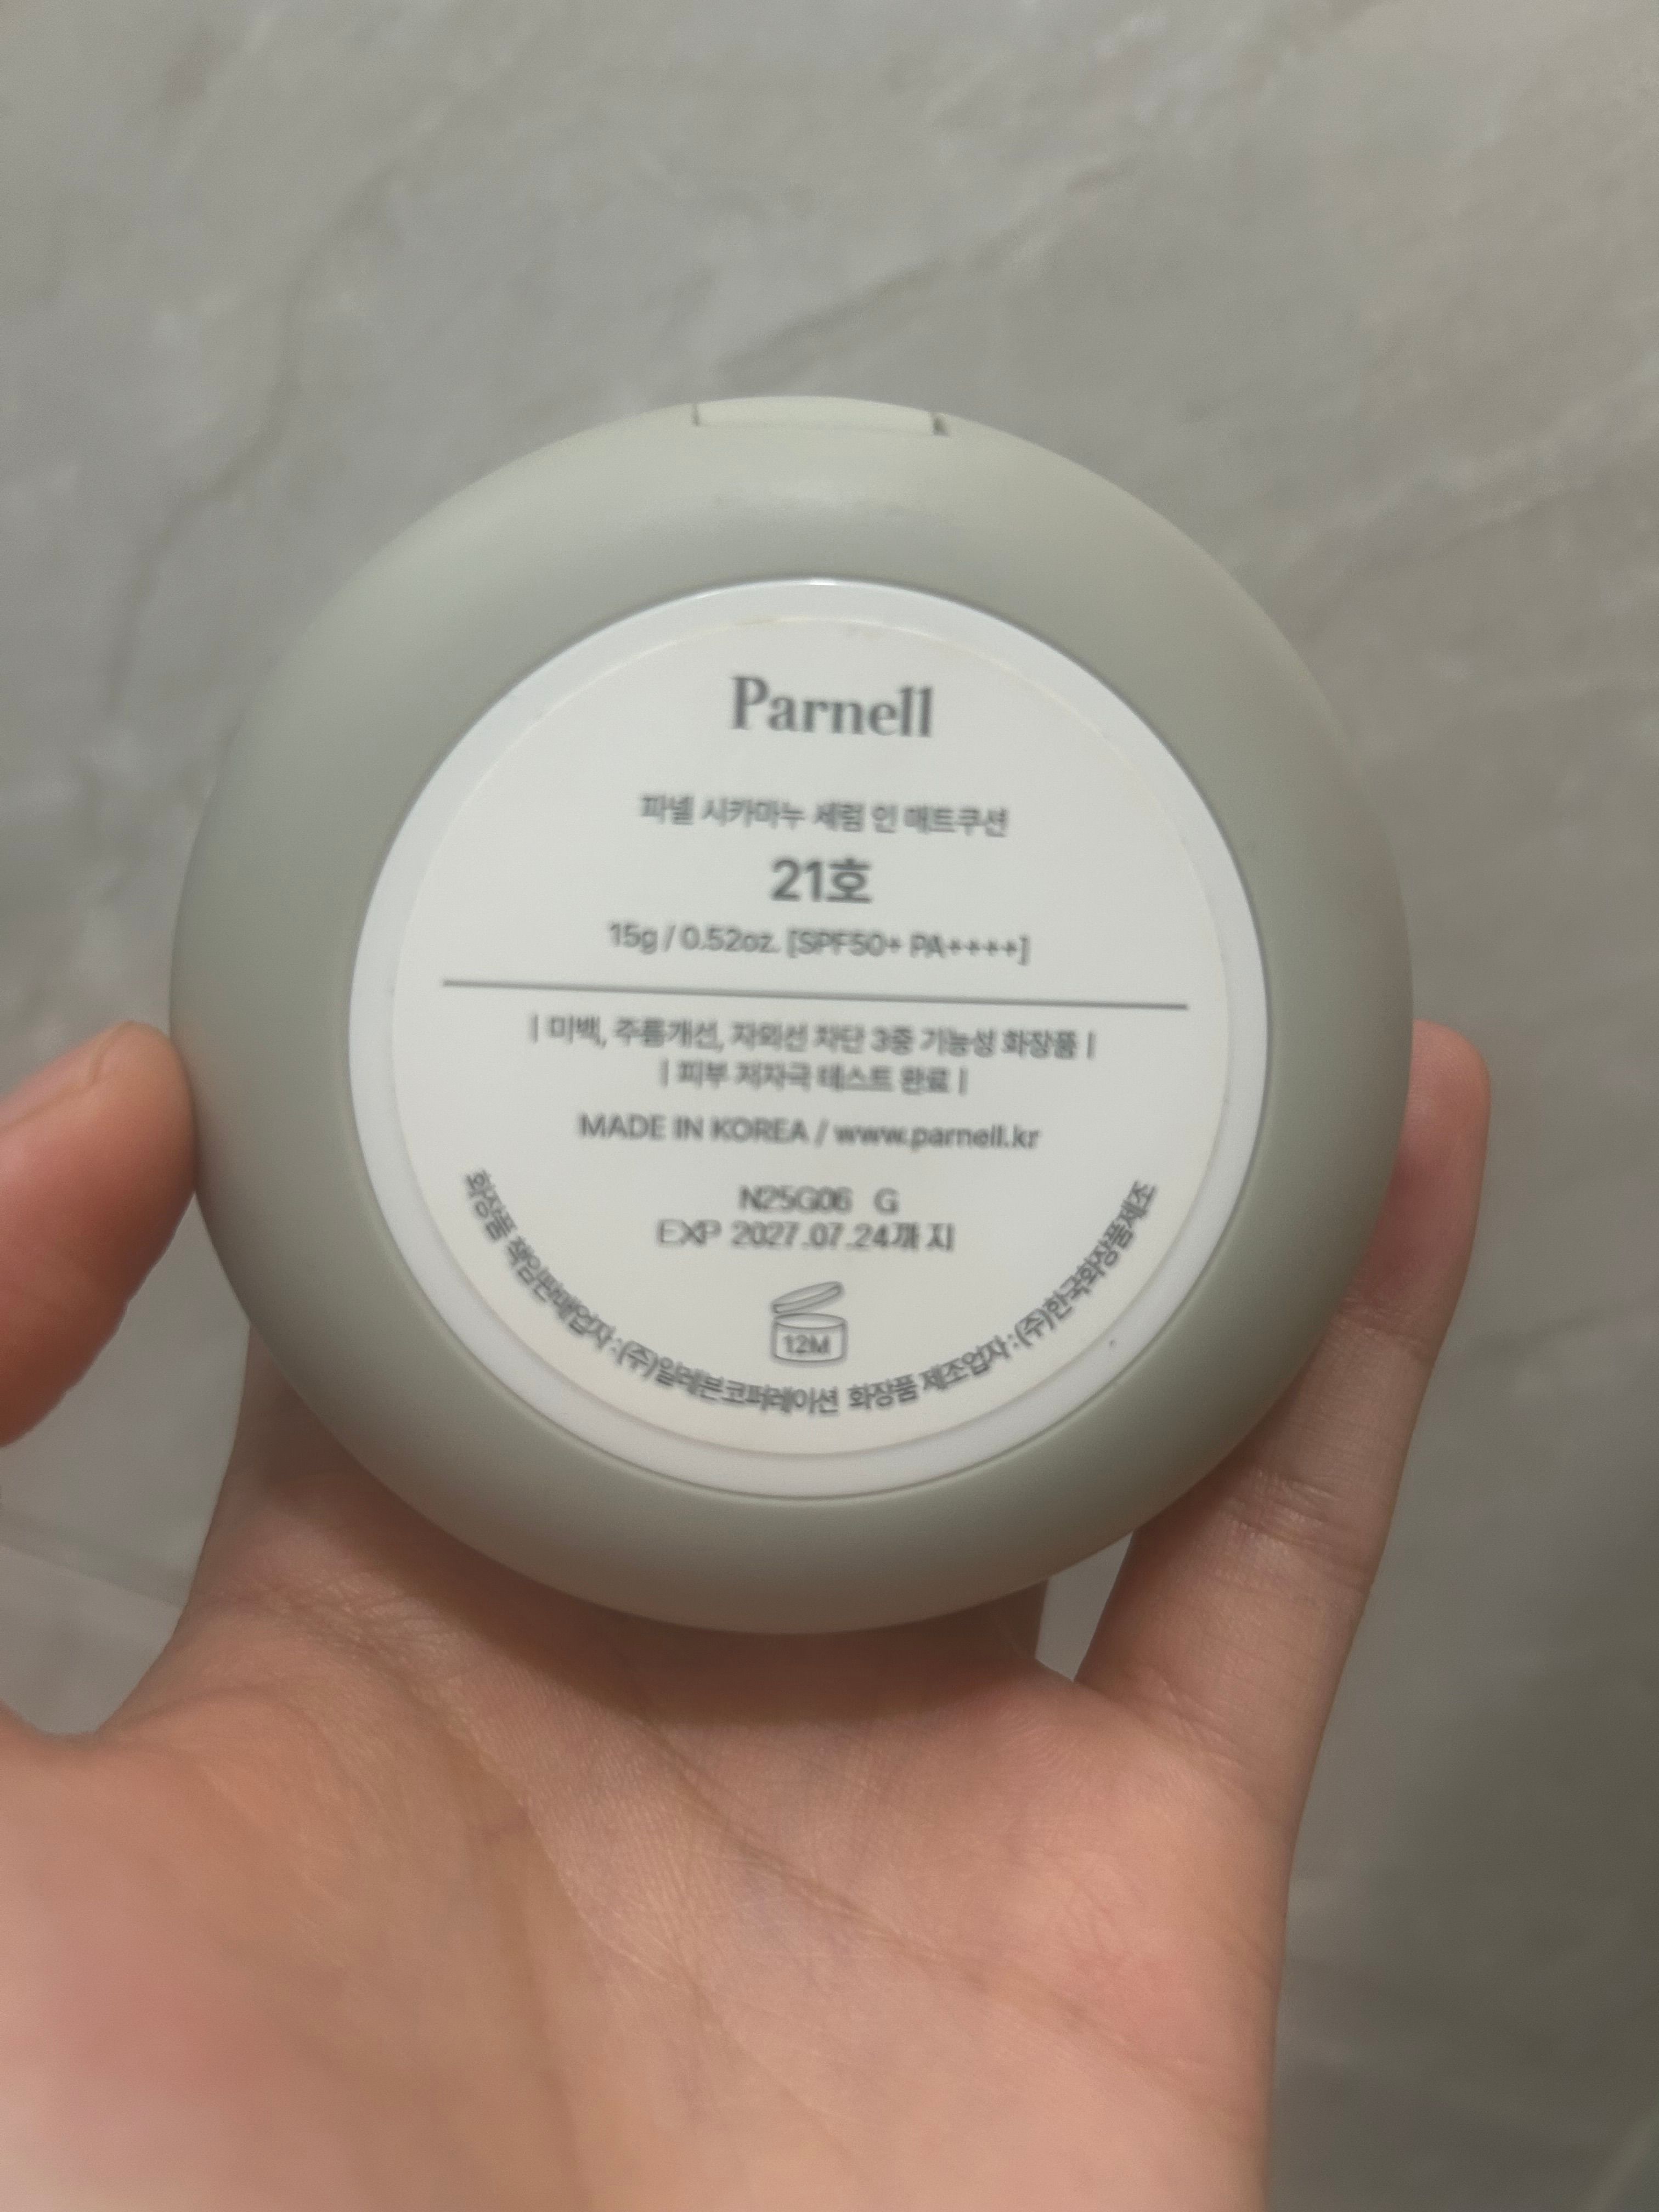 Parnell
파넬 시카마누 세럼 인 매트쿠션
21호
15g / 0.52oz. [SPF50+ PA++++]
| 미백, 주름개선, 자외선 차단 3중 기능성 화장품 |
| 피부 저자극 테스트 완료 |
MADE IN KOREA / www.parnell.kr
N25G06 G
EXP 2027.07.24까지
12M
화장품 책임판매업자 : (주)일레븐코퍼레이션 화장품 제조업자 : (주)한국화장품제조